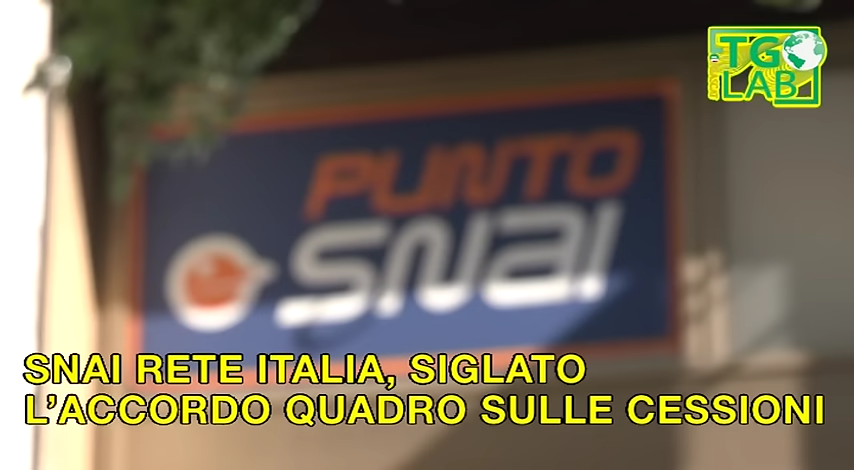 TG
LAB
PUNTO
SNAI
SNAI RETE ITALIA, SIGLATO
L'ACCORDO QUADRO SULLE CESSIONI